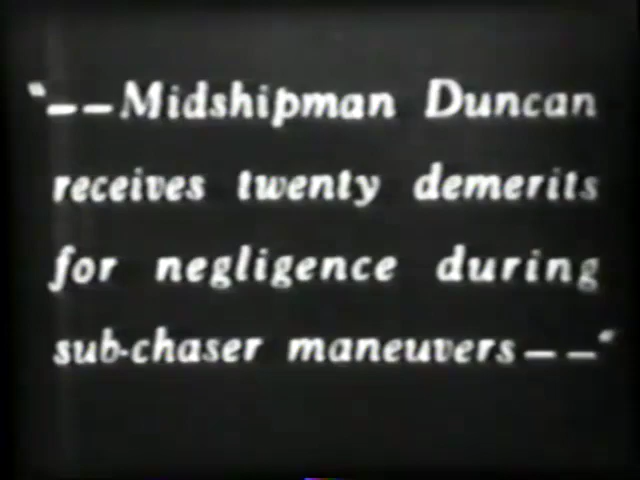 "--Midshipman Duncan
receives twenty demerits
for negligence during
sub-chaser maneuvers--"